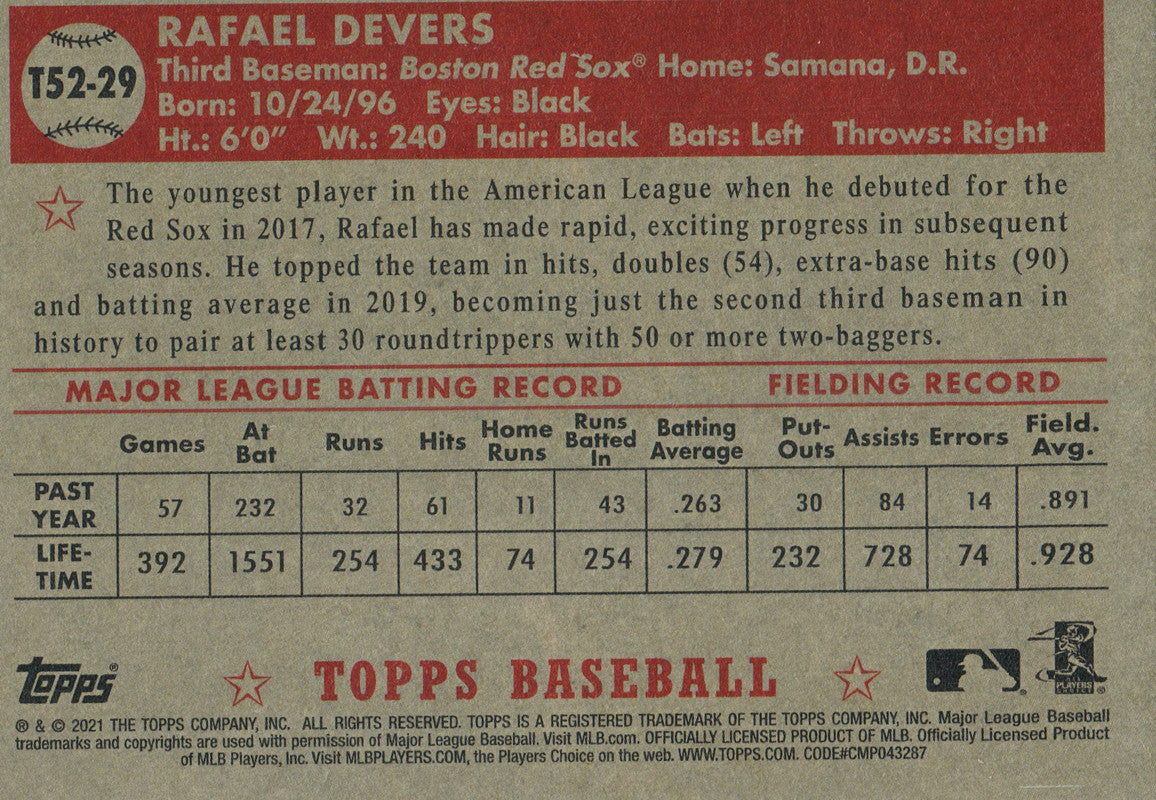 T52-29
RAFAEL DEVERS
Third Baseman: Boston Red Sox® Home: Samana, D.R.
Born: 10/24/96 Eyes: Black
Ht.: 6'0" Wt.: 240 Hair: Black Bats: Left Throws: Right
The youngest player in the American League when he debuted for the
Red Sox in 2017, Rafael has made rapid, exciting progress in subsequent
seasons. He topped the team in hits, doubles (54), extra-base hits (90)
and batting average in 2019, becoming just the second third baseman in
history to pair at least 30 roundtrippers with 50 or more two-baggers.
MAJOR LEAGUE BATTING RECORD FIELDING RECORD
Games At Bat Runs Hits Home Runs Runs Batted In Batting Average Put-Outs Assists Errors Field. Avg.
PAST YEAR 57 232 32 61 11 43 .263 30 84 14 .891
LIFE-TIME 392 1551 254 433 74 254 .279 232 728 74 .928
Topps® TOPPS BASEBALL
PLAYERS CHOICE
® & © 2021 THE TOPPS COMPANY, INC. ALL RIGHTS RESERVED. TOPPS IS A REGISTERED TRADEMARK OF THE TOPPS COMPANY, INC. Major League Baseball
trademarks and copyrights are used with permission of Major League Baseball. Visit MLB.com. OFFICIALLY LICENSED PRODUCT OF MLB. Officially Licensed Product
of MLB Players, Inc. Visit MLBPLAYERS.COM, the Players Choice on the web. WWW.TOPPS.COM. CODE#CMP043287